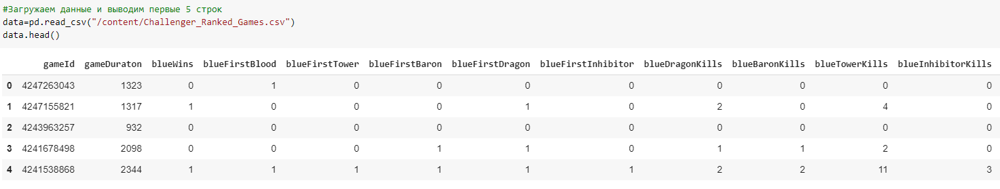 #Загружаем данные и выводим первые 5 строк
data=pd.read_csv("/content/Challenger_Ranked_Games.csv")
data.head()
gameId gameDuraton blueWins blueFirstBlood blueFirstTower blueFirstBaron blueFirstDragon blueFirstInhibitor blueDragonKills blueBaronKills blueTowerKills blueInhibitorKills
0 4247263043 1323 0 1 0 0 0 0 0 0 0 0
1 4247155821 1317 1 0 0 0 1 0 2 0 4 0
2 4243963257 932 0 0 0 0 0 0 0 0 0 0
3 4241678498 2098 0 0 0 1 1 0 1 1 2 0
4 4241538868 2344 1 1 1 1 1 1 2 2 11 3